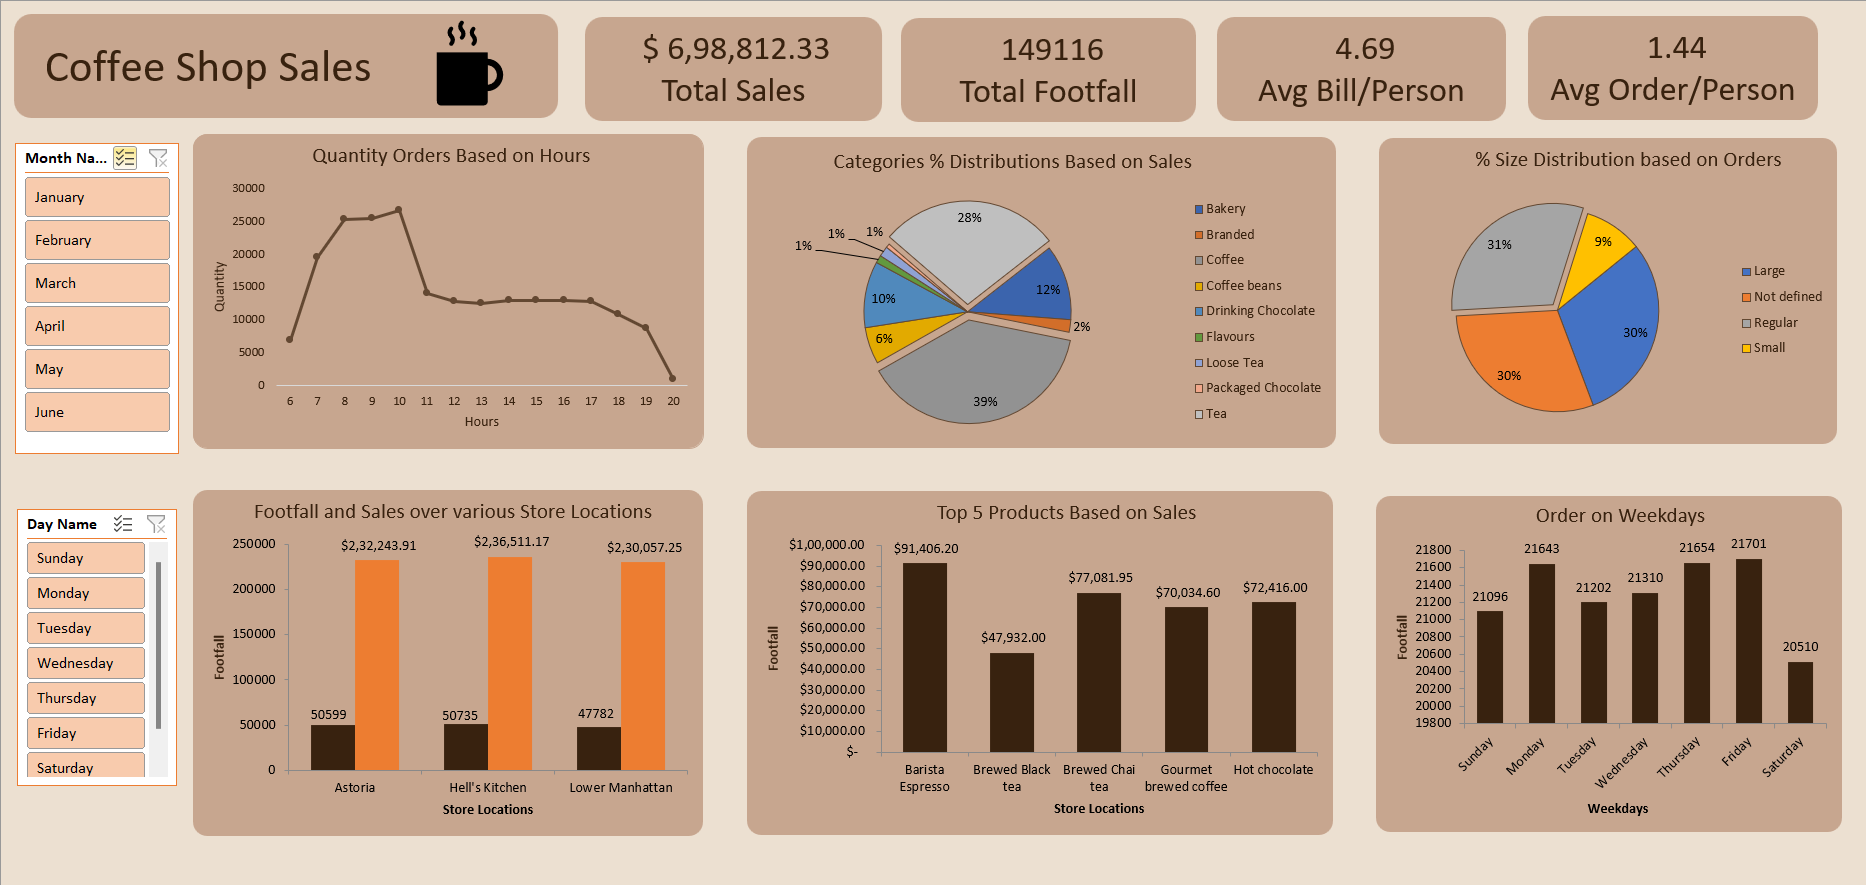 Coffee Shop Sales
$ 6,98,812.33
Total Sales
149116
Total Footfall
4.69
Avg Bill/Person
1.44
Avg Order/Person
Month Na...
January
February
March
April
May
June
Quantity Orders Based on Hours
30000
25000
20000
15000
10000
5000
0
Quantity
6 7 8 9 10 11 12 13 14 15 16 17 18 19 20
Hours
Categories % Distributions Based on Sales
28%
12%
2%
39%
6%
10%
1%
1%
1%
Bakery
Branded
Coffee
Coffee beans
Drinking Chocolate
Flavours
Loose Tea
Packaged Chocolate
Tea
% Size Distribution based on Orders
31%
9%
30%
30%
Large
Not defined
Regular
Small
Day Name
Sunday
Monday
Tuesday
Wednesday
Thursday
Friday
Saturday
Footfall and Sales over various Store Locations
250000
200000
150000
100000
50000
0
Footfall
50599
$2,32,243.91
50735
$2,36,511.17
47782
$2,30,057.25
Astoria
Hell's Kitchen
Lower Manhattan
Store Locations
Top 5 Products Based on Sales
$1,00,000.00
$90,000.00
$80,000.00
$70,000.00
$60,000.00
$50,000.00
$40,000.00
$30,000.00
$20,000.00
$10,000.00
$-
Footfall
$91,406.20
$47,932.00
$77,081.95
$70,034.60
$72,416.00
Barista
Espresso
Brewed Black
tea
Brewed Chai
tea
Gourmet
brewed coffee
Hot chocolate
Store Locations
Order on Weekdays
21800
21600
21400
21200
21000
20800
20600
20400
20200
20000
19800
Footfall
21096
21643
21202
21310
21654
21701
20510
Sunday
Monday
Tuesday
Wednesday
Thursday
Friday
Saturday
Weekdays